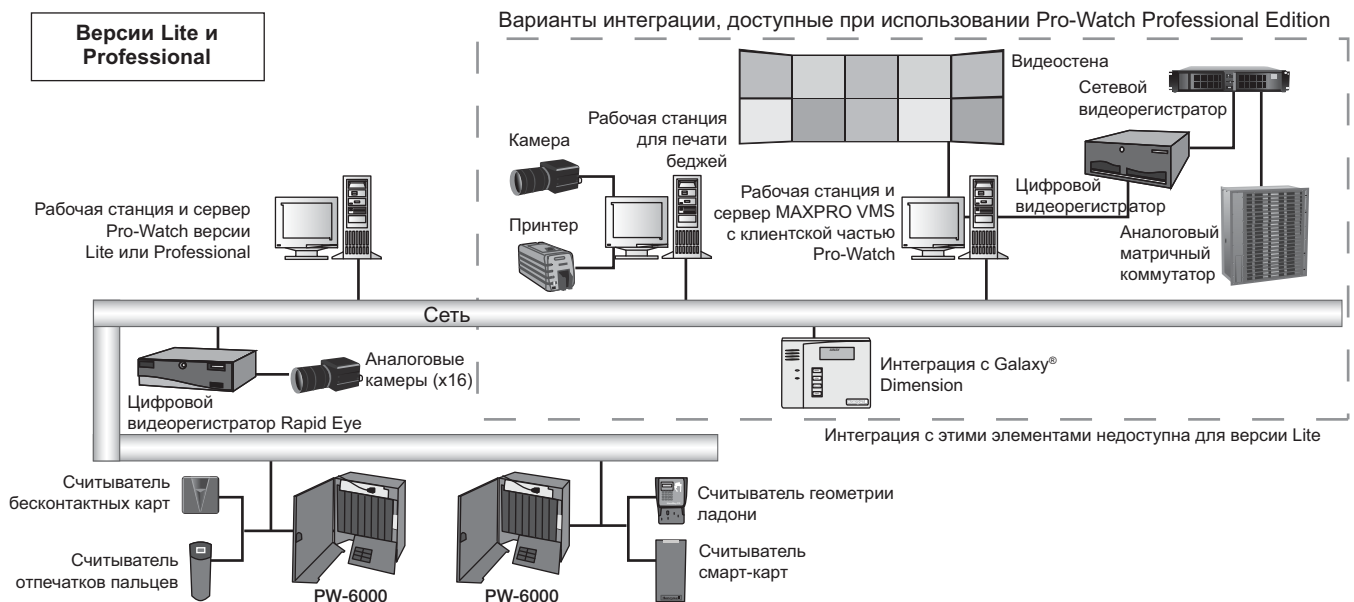 Версии Lite и
Professional
Варианты интеграции, доступные при использовании Pro-Watch Professional Edition
Видеостена
Сетевой
видеорегистратор
Рабочая станция
для печати
беджей
Камера
Принтер
Рабочая станция и сервер
Pro-Watch версии
Lite или Professional
Рабочая станция и
сервер MAXPRO VMS
с клиентской частью
Pro-Watch
Цифровой
видеорегистратор
Аналоговый
матричный
коммутатор
Сеть
Аналоговые
камеры (x16)
Цифровой
видеорегистратор Rapid Eye
Интеграция с Galaxy®
Dimension
Интеграция с этими элементами недоступна для версии Lite
Считыватель
бесконтактных карт
Считыватель
отпечатков пальцев
PW-6000
PW-6000
Считыватель геометрии
ладони
Считыватель
смарт-карт